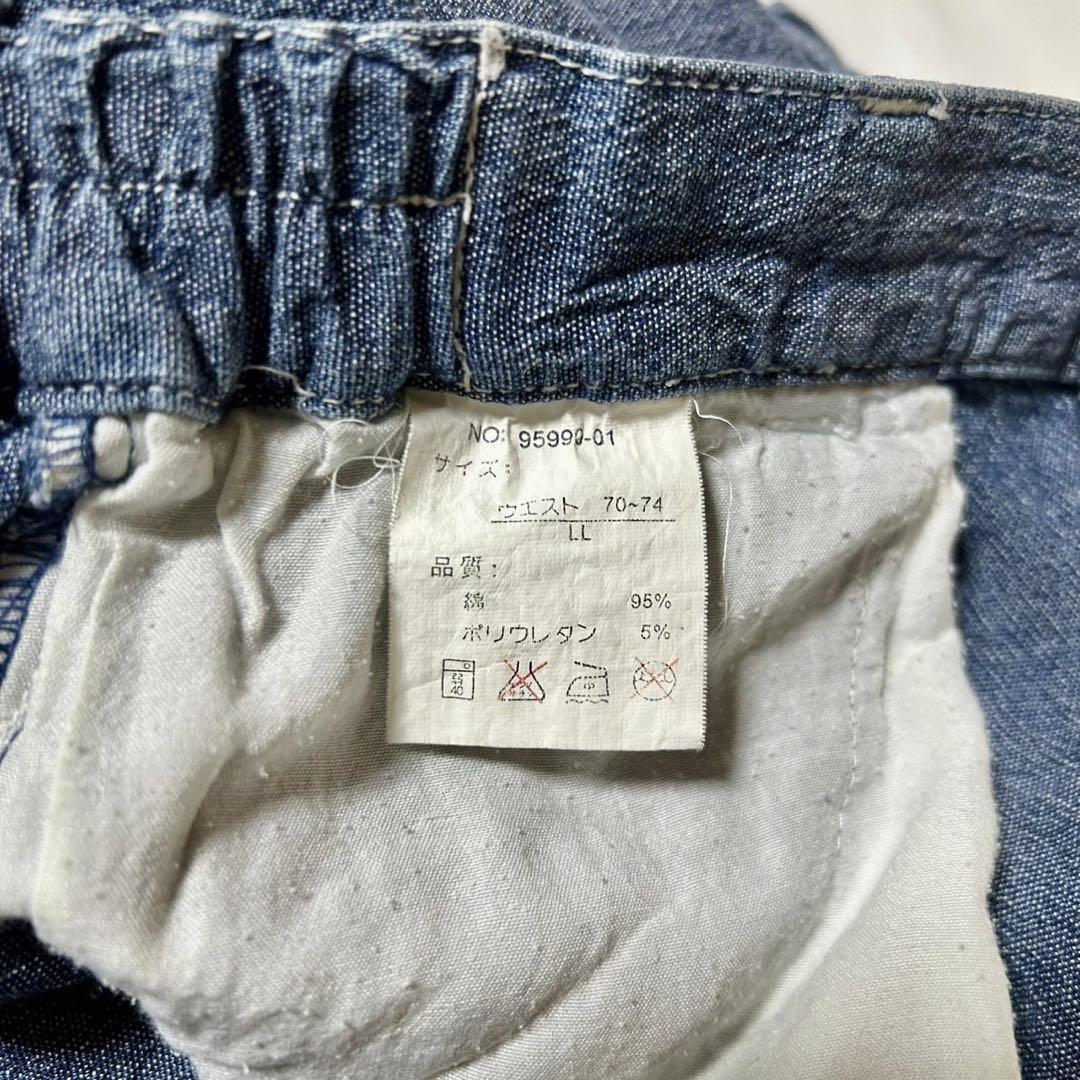 NO: 95990-01
サイズ:
ウエスト 70~74
LL
品質:
綿 95%
ポリウレタン 5%
40